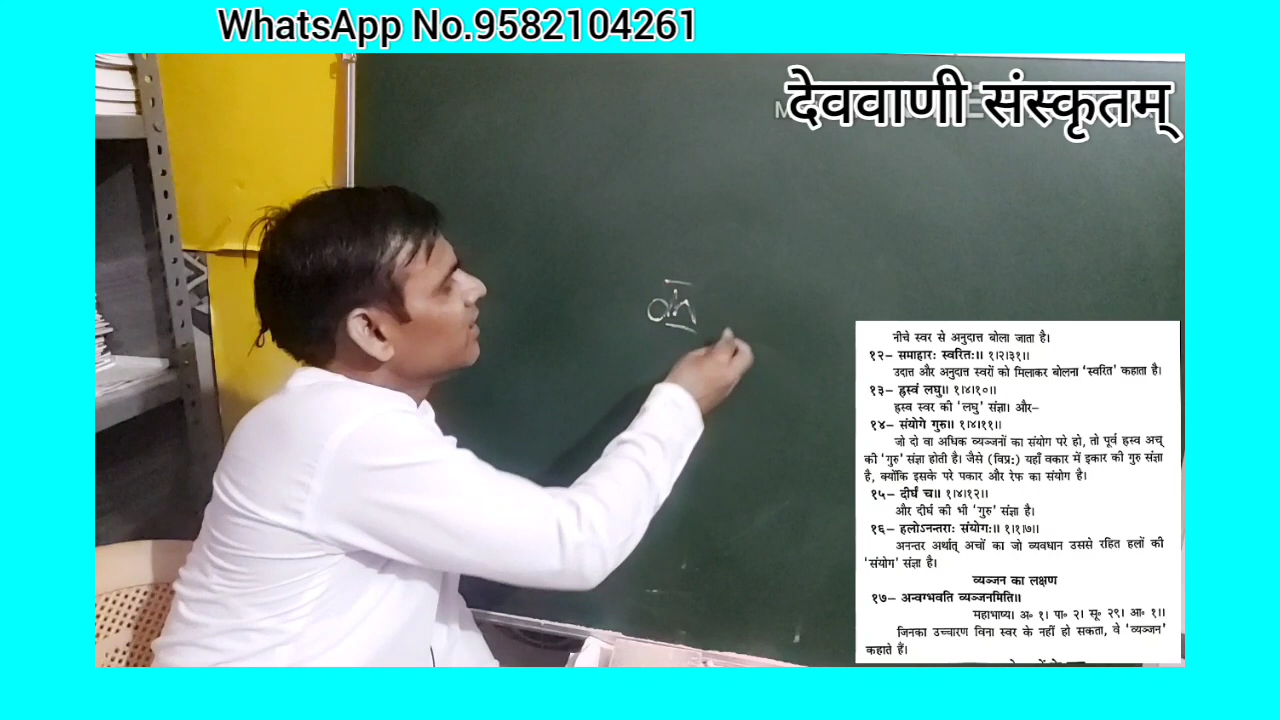 WhatsApp No.9582104261
देववाणी संस्कृतम्
नीचे स्वर से अनुदात्त बोला जाता है।
१२– समाहारः स्वरितः॥ १।२।३१॥
उदात्त और अनुदात्त स्वरों को मिलाकर बोलना 'स्वरित' कहाता है।
१३– ह्रस्वं लघु॥ १।४।१०॥
ह्रस्व स्वर की 'लघु' संज्ञा। और–
१४– संयोगे गुरु॥ १।४।११॥
जो दो वा अधिक व्यञ्जनों का संयोग परे हो, तो पूर्व ह्रस्व अच्
की 'गुरु' संज्ञा होती है। जैसे (विप्रः) यहाँ वकार में इकार की गुरु संज्ञा
है, क्योंकि इसके परे पकार और रेफ का संयोग है।
१५– दीर्घं च॥ १।४।१२॥
और दीर्घ की भी 'गुरु' संज्ञा है।
१६– हलोऽनन्तराः संयोगः॥ १।१।७॥
अनन्तर अर्थात् अचों का जो व्यवधान उससे रहित हलों की
'संयोग' संज्ञा है।
व्यञ्जन का लक्षण
१७– अन्वग्भवति व्यञ्जनमिति॥
महाभाष्य। अ० १। पा० २। सू० २९। आ० १॥
जिनका उच्चारण विना स्वर के नहीं हो सकता, वे 'व्यञ्जन'
कहाते हैं।